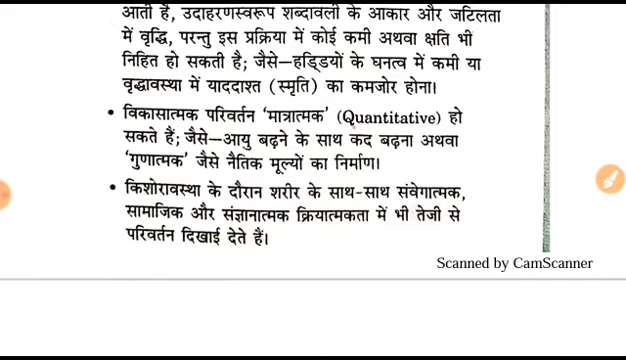 आती है, उदाहरणस्वरूप शब्दावली के आकार और जटिलता
में वृद्धि, परन्तु इस प्रक्रिया में कोई कमी अथवा क्षति भी
निहित हो सकती है; जैसे—हड्डियों के घनत्व में कमी या
वृद्धावस्था में याददाश्त (स्मृति) का कमजोर होना।
• विकासात्मक परिवर्तन ‘मात्रात्मक’ (Quantitative) हो
सकते हैं; जैसे—आयु बढ़ने के साथ कद बढ़ना अथवा
‘गुणात्मक’ जैसे नैतिक मूल्यों का निर्माण।
• किशोरावस्था के दौरान शरीर के साथ-साथ संवेगात्मक,
सामाजिक और संज्ञानात्मक क्रियात्मकता में भी तेजी से
परिवर्तन दिखाई देते हैं।
Scanned by CamScanner